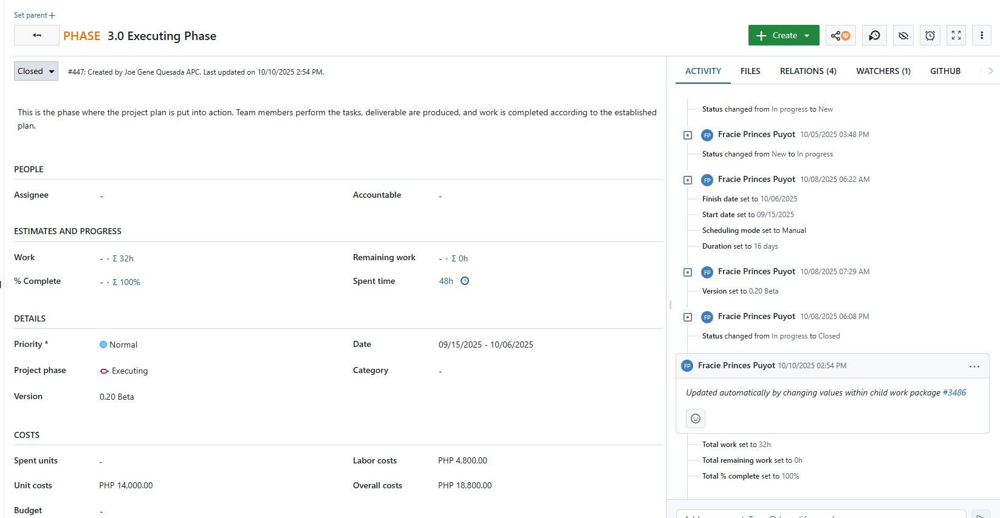 Set parent +
PHASE 3.0 Executing Phase
Create
Closed
#447: Created by Joe Gene Quesada APC. Last updated on 10/10/2025 2:54 PM.
This is the phase where the project plan is put into action. Team members perform the tasks, deliverable are produced, and work is completed according to the established
plan.
PEOPLE
Assignee -
Accountable -
ESTIMATES AND PROGRESS
Work - · Σ 32h
Remaining work - · Σ 0h
% Complete - · Σ 100%
Spent time 48h
DETAILS
Priority * Normal
Date 09/15/2025 - 10/06/2025
Project phase Executing
Category -
Version 0.20 Beta
COSTS
Spent units -
Labor costs PHP 4,800.00
Unit costs PHP 14,000.00
Overall costs PHP 18,800.00
Budget -
ACTIVITY FILES RELATIONS (4) WATCHERS (1) GITHUB
Status changed from In progress to New
FP Fracie Princes Puyot 10/05/2025 03:48 PM
Status changed from New to In progress
FP Fracie Princes Puyot 10/08/2025 06:22 AM
Finish date set to 10/06/2025
Start date set to 09/15/2025
Scheduling mode set to Manual
Duration set to 16 days
FP Fracie Princes Puyot 10/08/2025 07:29 AM
Version set to 0.20 Beta
FP Fracie Princes Puyot 10/08/2025 06:08 PM
Status changed from In progress to Closed
FP Fracie Princes Puyot 10/10/2025 02:54 PM
Updated automatically by changing values within child work package #3486
Total work set to 32h
Total remaining work set to 0h
Total % complete set to 100%